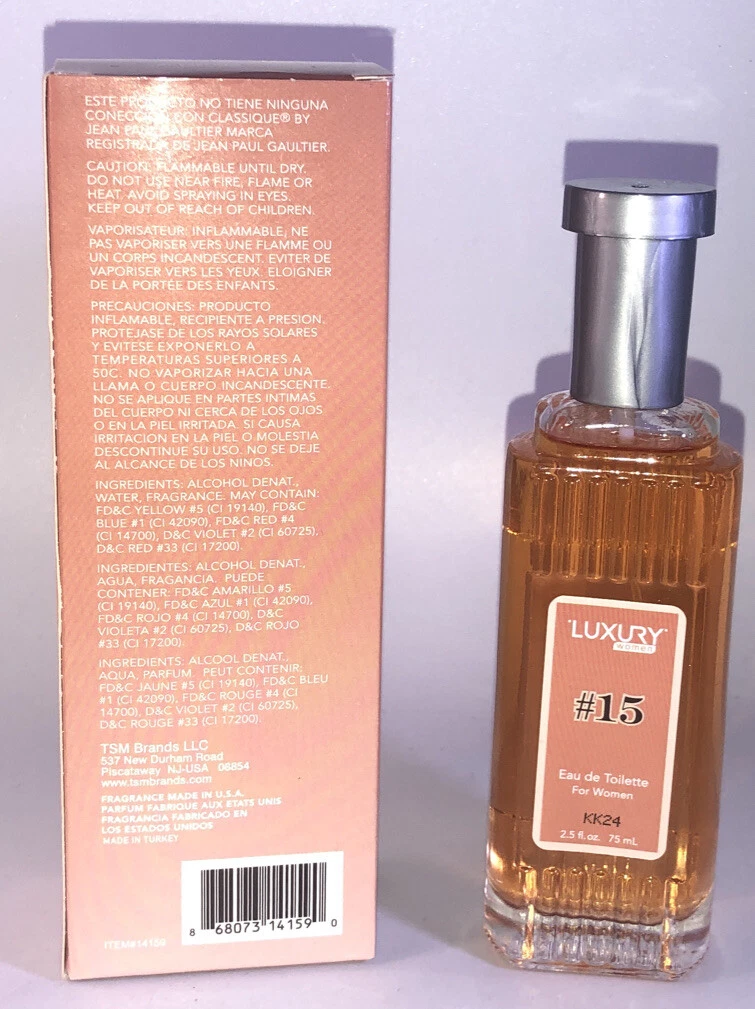 ESTE PRODUCTO NO TIENE NINGUNA
CONECCION CON CLASSIQUE® BY
JEAN PAUL GAULTIER MARCA
REGISTRADA DE JEAN PAUL GAULTIER.
CAUTION: FLAMMABLE UNTIL DRY.
DO NOT USE NEAR FIRE, FLAME OR
HEAT. AVOID SPRAYING IN EYES.
KEEP OUT OF REACH OF CHILDREN.
VAPORISATEUR: INFLAMMABLE, NE
PAS VAPORISER VERS UNE FLAMME OU
UN CORPS INCANDESCENT. EVITER DE
VAPORISER VERS LES YEUX. ELOIGNER
DE LA PORTÉE DES ENFANTS.
PRECAUCIONES: PRODUCTO
INFLAMABLE, RECIPIENTE A PRESION.
PROTEJASE DE LOS RAYOS SOLARES
Y EVITESE EXPONERLO A
TEMPERATURAS SUPERIORES A
50C. NO VAPORIZAR HACIA UNA
LLAMA O CUERPO INCANDESCENTE.
NO SE APLIQUE EN PARTES INTIMAS
DEL CUERPO NI CERCA DE LOS OJOS
O EN LA PIEL IRRITADA. SI CAUSA
IRRITACION EN LA PIEL O MOLESTIA
DESCONTINUE SU USO. NO SE DEJE
AL ALCANCE DE LOS NINOS.
INGREDIENTS: ALCOHOL DENAT.,
WATER, FRAGRANCE. MAY CONTAIN:
FD&C YELLOW #5 (CI 19140), FD&C
BLUE #1 (CI 42090), FD&C RED #4
(CI 14700), D&C VIOLET #2 (CI 60725),
D&C RED #33 (CI 17200).
INGREDIENTES: ALCOHOL DENAT.,
AGUA, FRAGANCIA. PUEDE
CONTENER: FD&C AMARILLO #5
(CI 19140), FD&C AZUL #1 (CI 42090),
FD&C ROJO #4 (CI 14700), D&C
VIOLETA #2 (CI 60725), D&C ROJO
#33 (CI 17200).
INGREDIENTS: ALCOOL DENAT.,
AQUA, PARFUM. PEUT CONTENIR:
FD&C JAUNE #5 (CI 19140), FD&C BLEU
#1 (CI 42090), FD&C ROUGE #4 (CI
14700), D&C VIOLET #2 (CI 60725),
D&C ROUGE #33 (CI 17200).
TSM Brands LLC
537 New Durham Road
Piscataway NJ-USA 08854
www.tsmbrands.com
FRAGRANCE MADE IN U.S.A.
PARFUM FABRIQUE AUX ETATS UNIS
FRAGRANCIA FABRICADO EN
LOS ESTADOS UNIDOS
MADE IN TURKEY
8 68073 14159 0
ITEM#14159
LUXURY
women
#15
Eau de Toilette
For Women
KK24
2.5 fl.oz. 75 mL